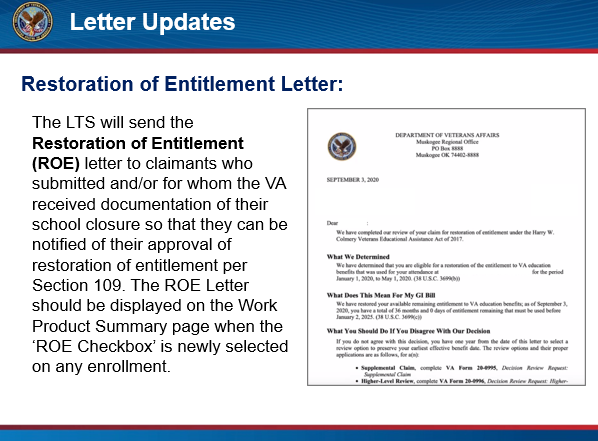 Letter Updates
Restoration of Entitlement Letter:
The LTS will send the
Restoration of Entitlement
(ROE) letter to claimants who
submitted and/or for whom the VA
received documentation of their
school closure so that they can be
notified of their approval of
restoration of entitlement per
Section 109. The ROE Letter
should be displayed on the Work
Product Summary page when the
‘ROE Checkbox’ is newly selected
on any enrollment.
DEPARTMENT OF VETERANS AFFAIRS
Muskogee Regional Office
PO Box 8888
Muskogee OK 74402-8888
SEPTEMBER 3, 2020
Dear :
We have completed our review of your claim for restoration of entitlement under the Harry W.
Colmery Veterans Educational Assistance Act of 2017.
What We Determined
We have determined that you are eligible for a restoration of the entitlement to VA education
benefits that was used for your attendance at for the period
January 1, 2020, to May 1, 2020. (38 U.S.C. 3699(b))
What Does This Mean For My GI Bill
We have restored your available remaining entitlement to VA education benefits; as of September 3,
2020, you have a total of 36 months and 0 days of entitlement remaining that must be used before
January 2, 2025. (38 U.S.C. 3699(c))
What You Should Do If You Disagree With Our Decision
If you do not agree with this decision, you have one year from the date of this letter to select a
review option to preserve your earliest effective benefit date. The review options and their proper
applications are as follows, for a(n):
• Supplemental Claim, complete VA Form 20-0995, Decision Review Request:
Supplemental Claim
• Higher-Level Review, complete VA Form 20-0996, Decision Review Request: Higher-